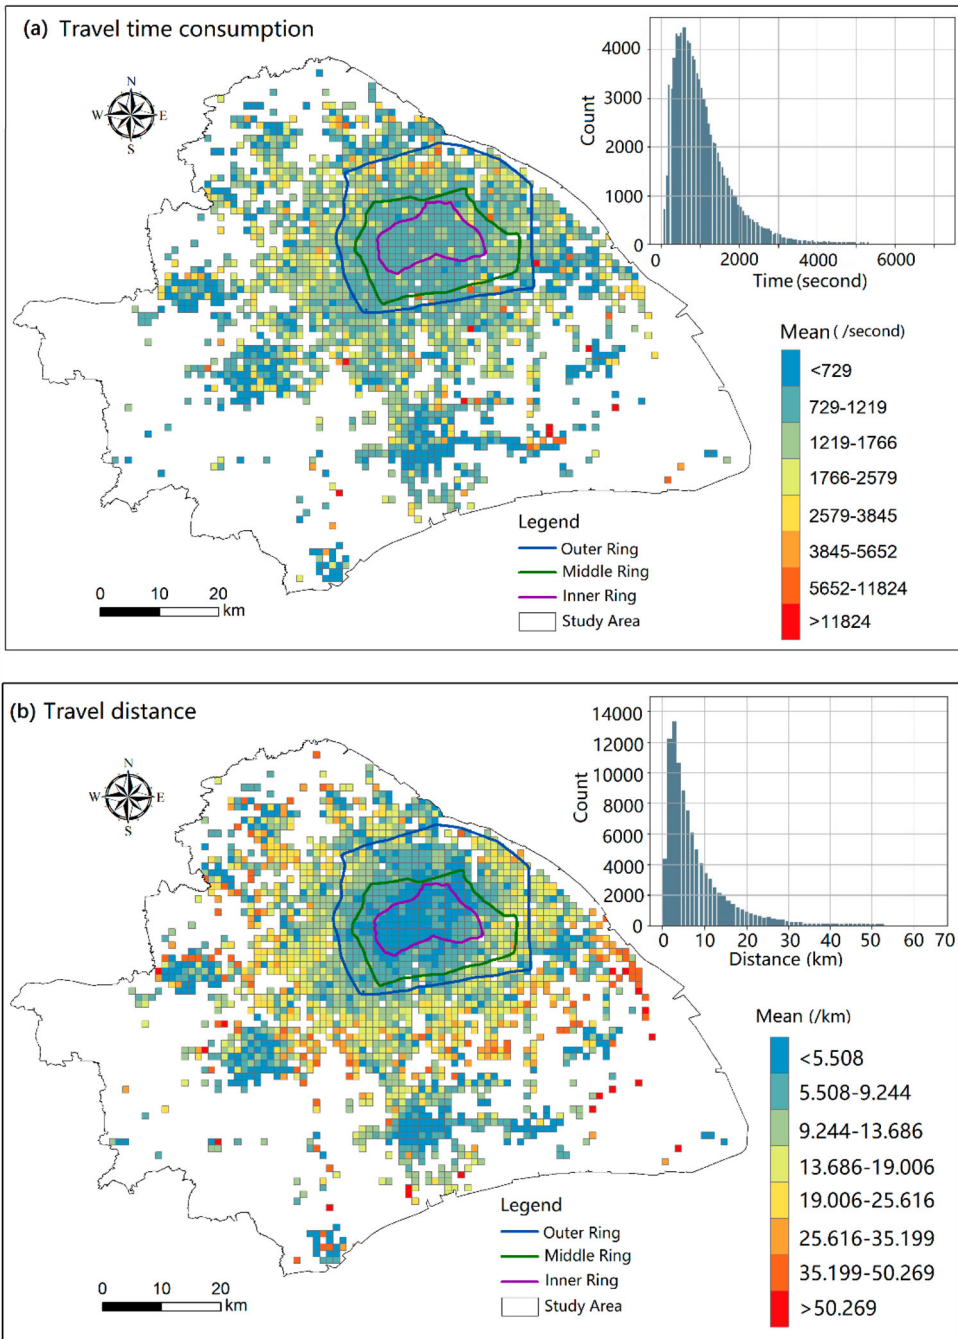 (a) Travel time consumption
N
W E
S
Count
4000
3000
2000
1000
0
0 2000 4000 6000
Time (second)
Mean (/second)
<729
729-1219
1219-1766
1766-2579
2579-3845
3845-5652
5652-11824
>11824
Legend
Outer Ring
Middle Ring
Inner Ring
Study Area
0 10 20
km
(b) Travel distance
N
W E
S
Count
14000
12000
10000
8000
6000
4000
2000
0
0 10 20 30 40 50 60 70
Distance (km)
Mean (/km)
<5.508
5.508-9.244
9.244-13.686
13.686-19.006
19.006-25.616
25.616-35.199
35.199-50.269
>50.269
Legend
Outer Ring
Middle Ring
Inner Ring
Study Area
0 10 20
km